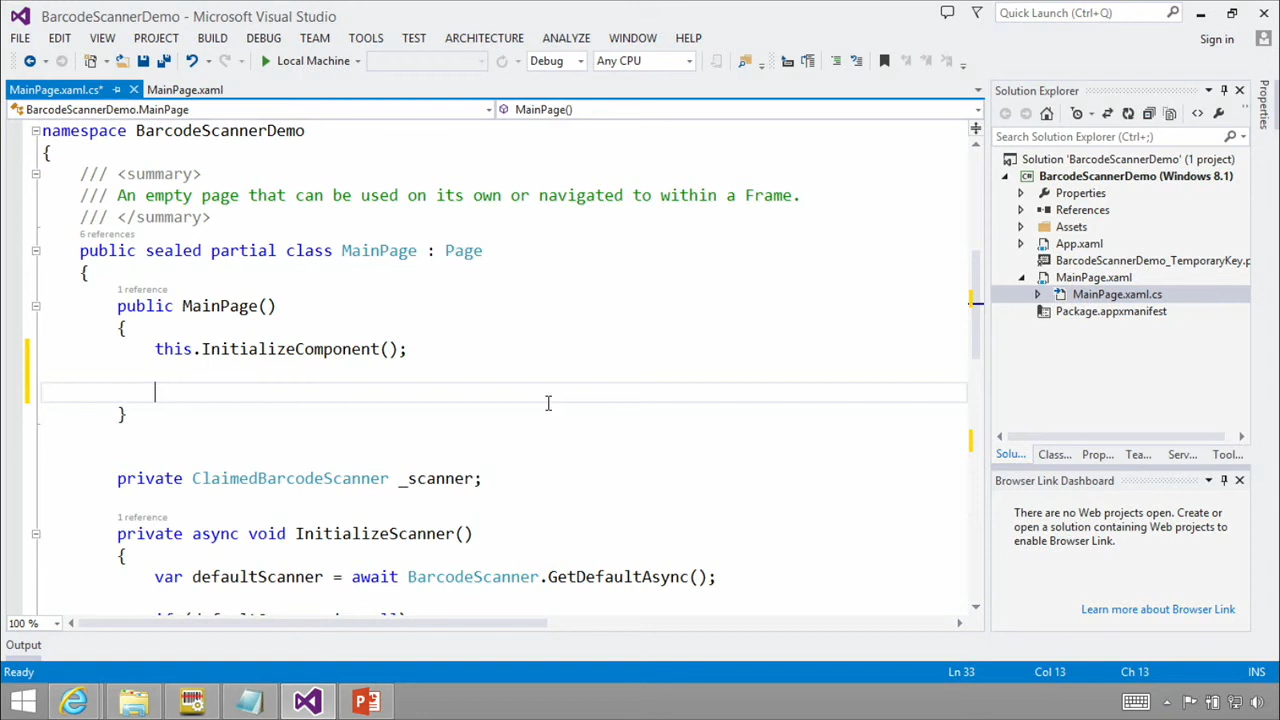 BarcodeScannerDemo - Microsoft Visual Studio
Quick Launch (Ctrl+Q)
FILE EDIT VIEW PROJECT BUILD DEBUG TEAM TOOLS TEST ARCHITECTURE ANALYZE WINDOW HELP
Sign in
Local Machine Debug Any CPU
MainPage.xaml.cs* MainPage.xaml
BarcodeScannerDemo.MainPage MainPage()
namespace BarcodeScannerDemo
{
/// <summary>
/// An empty page that can be used on its own or navigated to within a Frame.
/// </summary>
6 references
public sealed partial class MainPage : Page
{
1 reference
public MainPage()
{
this.InitializeComponent();
}
private ClaimedBarcodeScanner _scanner;
1 reference
private async void InitializeScanner()
{
var defaultScanner = await BarcodeScanner.GetDefaultAsync();
100 %
Output
Solution Explorer
Search Solution Explorer (Ctrl+;)
Solution 'BarcodeScannerDemo' (1 project)
BarcodeScannerDemo (Windows 8.1)
Properties
References
Assets
App.xaml
BarcodeScannerDemo_TemporaryKey.p
MainPage.xaml
MainPage.xaml.cs
Package.appxmanifest
Solu... Class... Prop... Tea... Serv... Tool...
Browser Link Dashboard
There are no Web projects open. Create or
open a solution containing Web projects to
enable Browser Link.
Learn more about Browser Link
Properties
Ready Ln 33 Col 13 Ch 13 INS